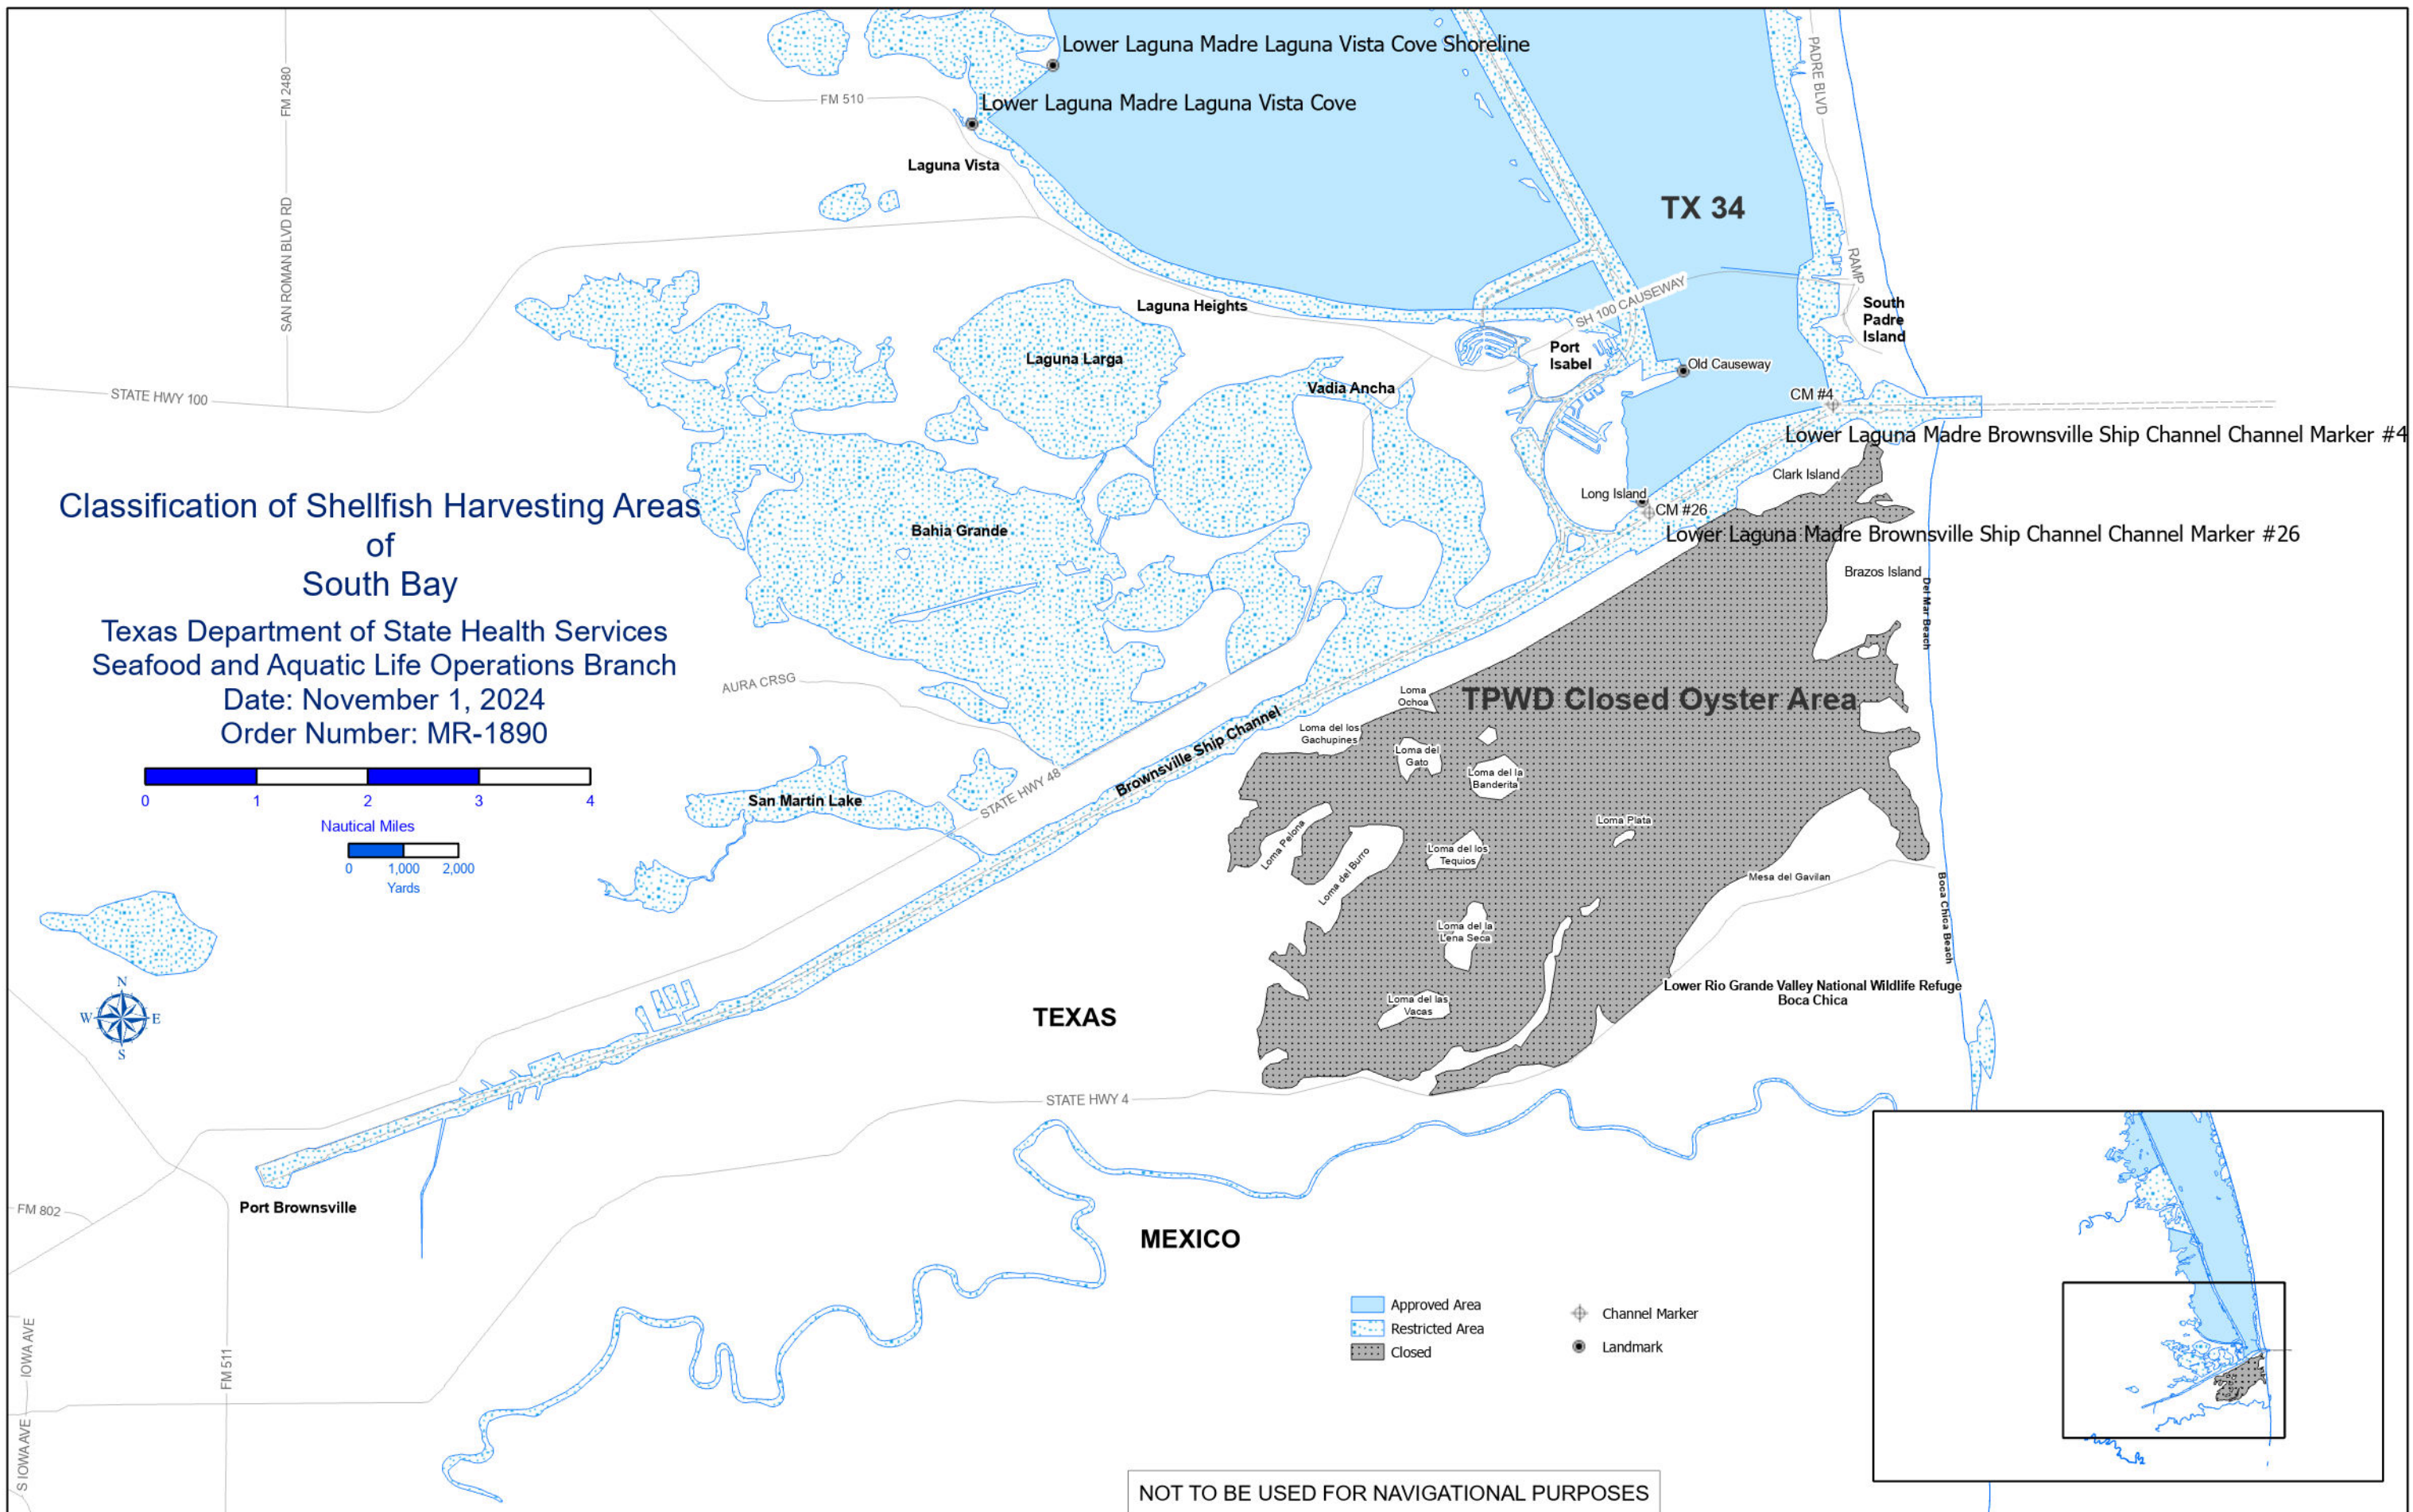 Lower Laguna Madre Laguna Vista Cove Shoreline
Lower Laguna Madre Laguna Vista Cove
FM 2480
SAN ROMAN BLVD RD
FM 510
PADRE BLVD
Laguna Vista
TX 34
RAMP
Laguna Heights
SH 100 CAUSEWAY
South
Padre
Island
Laguna Larga
Port
Isabel
Old Causeway
STATE HWY 100
Vadia Ancha
CM #4
Lower Laguna Madre Brownsville Ship Channel Channel Marker #4
Clark Island
Long Island
CM #26
Lower Laguna Madre Brownsville Ship Channel Channel Marker #26
Classification of Shellfish Harvesting Areas
of
South Bay
Texas Department of State Health Services
Seafood and Aquatic Life Operations Branch
Date: November 1, 2024
Order Number: MR-1890
0 1 2 3 4
Nautical Miles
0 1,000 2,000
Yards
Bahia Grande
Brazos Island
Del Mar Beach
AURA CRSG
Loma
Ochoa
TPWD Closed Oyster Area
Brownsville Ship Channel
Loma del los
Gachupines
Loma del
Gato
Loma del la
Banderita
STATE HWY 48
San Martin Lake
Loma Plata
Loma Pelona
Loma del Burro
Loma del los
Tequios
Mesa del Gavilan
Boca Chica Beach
Loma del la
Lena Seca
Lower Rio Grande Valley National Wildlife Refuge
Boca Chica
Loma del las
Vacas
N
W E
S
TEXAS
STATE HWY 4
Port Brownsville
FM 802
MEXICO
Approved Area
Restricted Area
Closed
Channel Marker
Landmark
IOWA AVE
S IOWA AVE
FM 511
NOT TO BE USED FOR NAVIGATIONAL PURPOSES